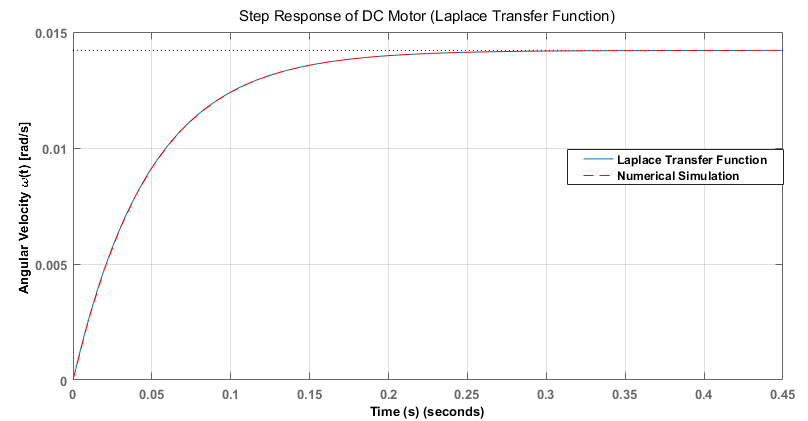 Step Response of DC Motor (Laplace Transfer Function)
0.015
0.01
0.005
0
Angular Velocity ω(t) [rad/s]
Laplace Transfer Function
Numerical Simulation
0 0.05 0.1 0.15 0.2 0.25 0.3 0.35 0.4 0.45
Time (s) (seconds)